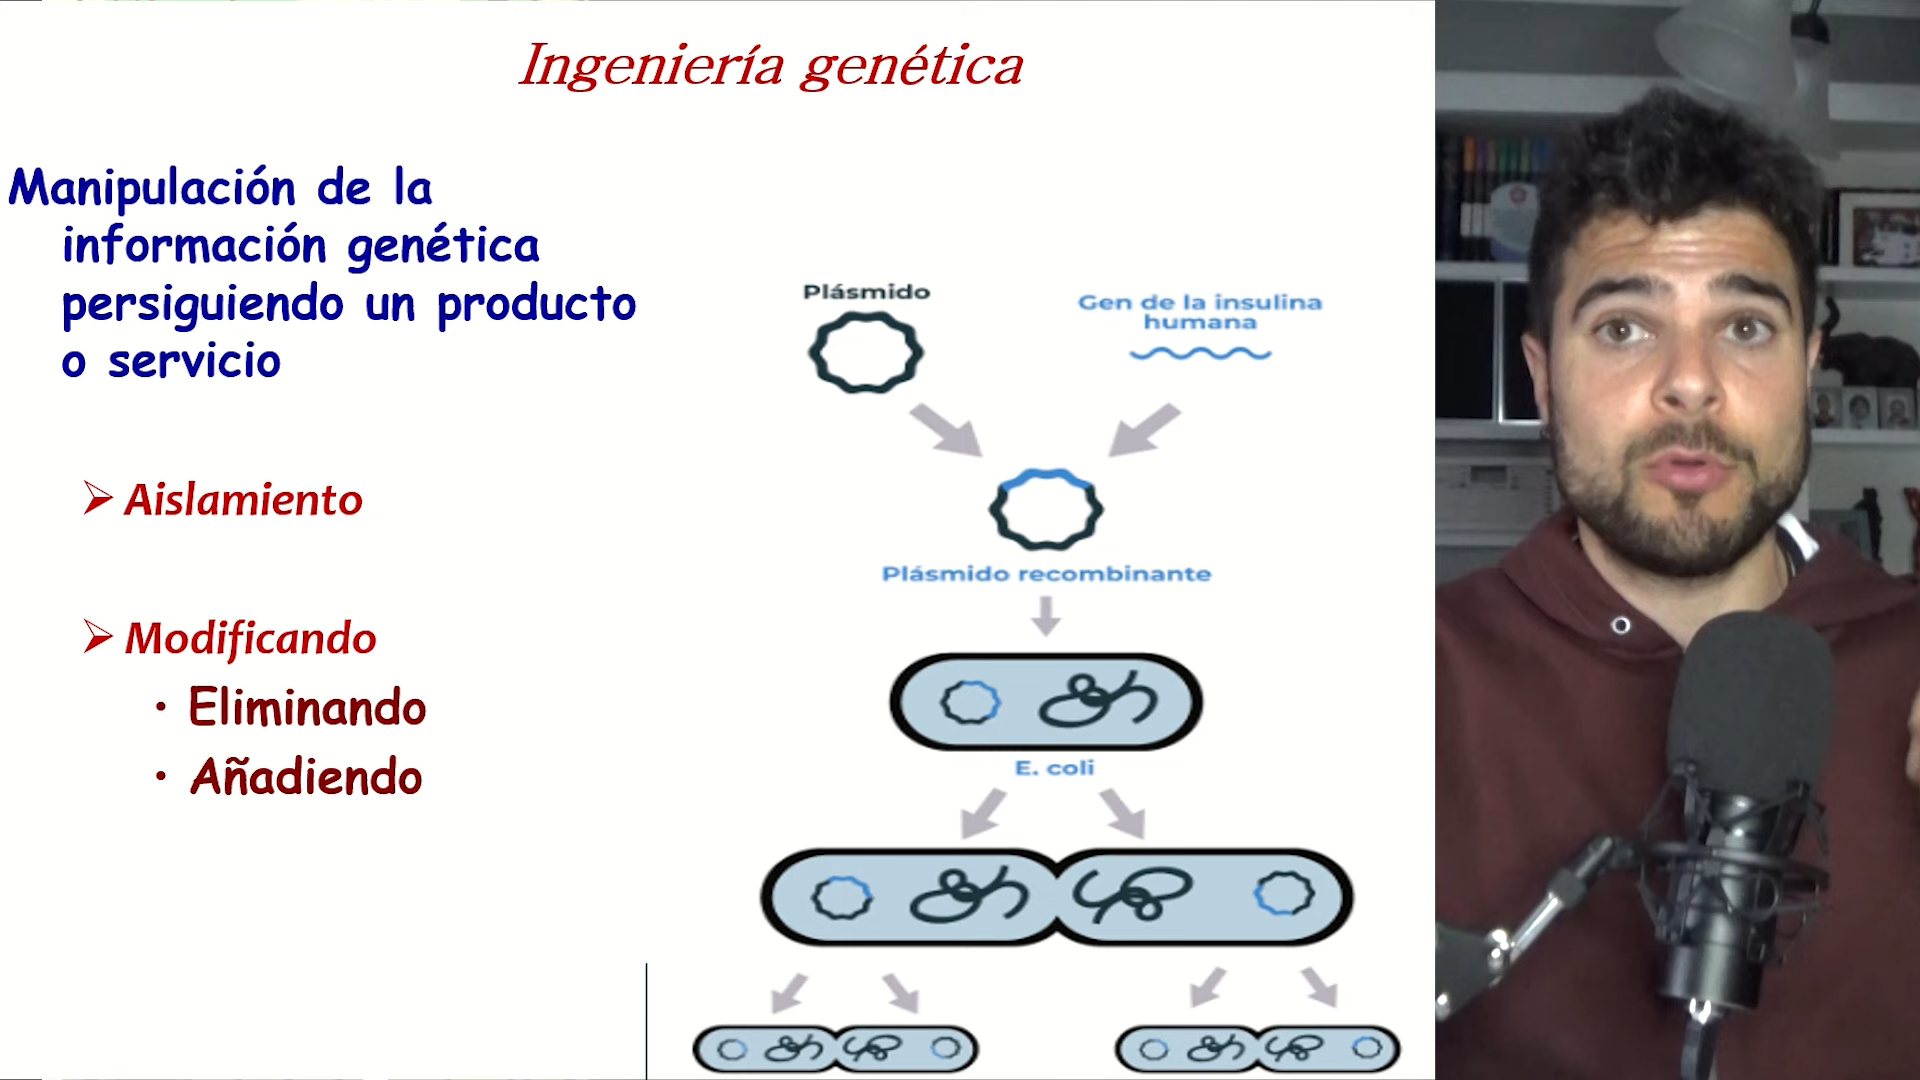 Ingeniería genética
Manipulación de la
información genética
persiguiendo un producto
o servicio
Aislamiento
Modificando
Eliminando
Añadiendo
Plásmido
Gen de la insulina
humana
Plásmido recombinante
E. coli